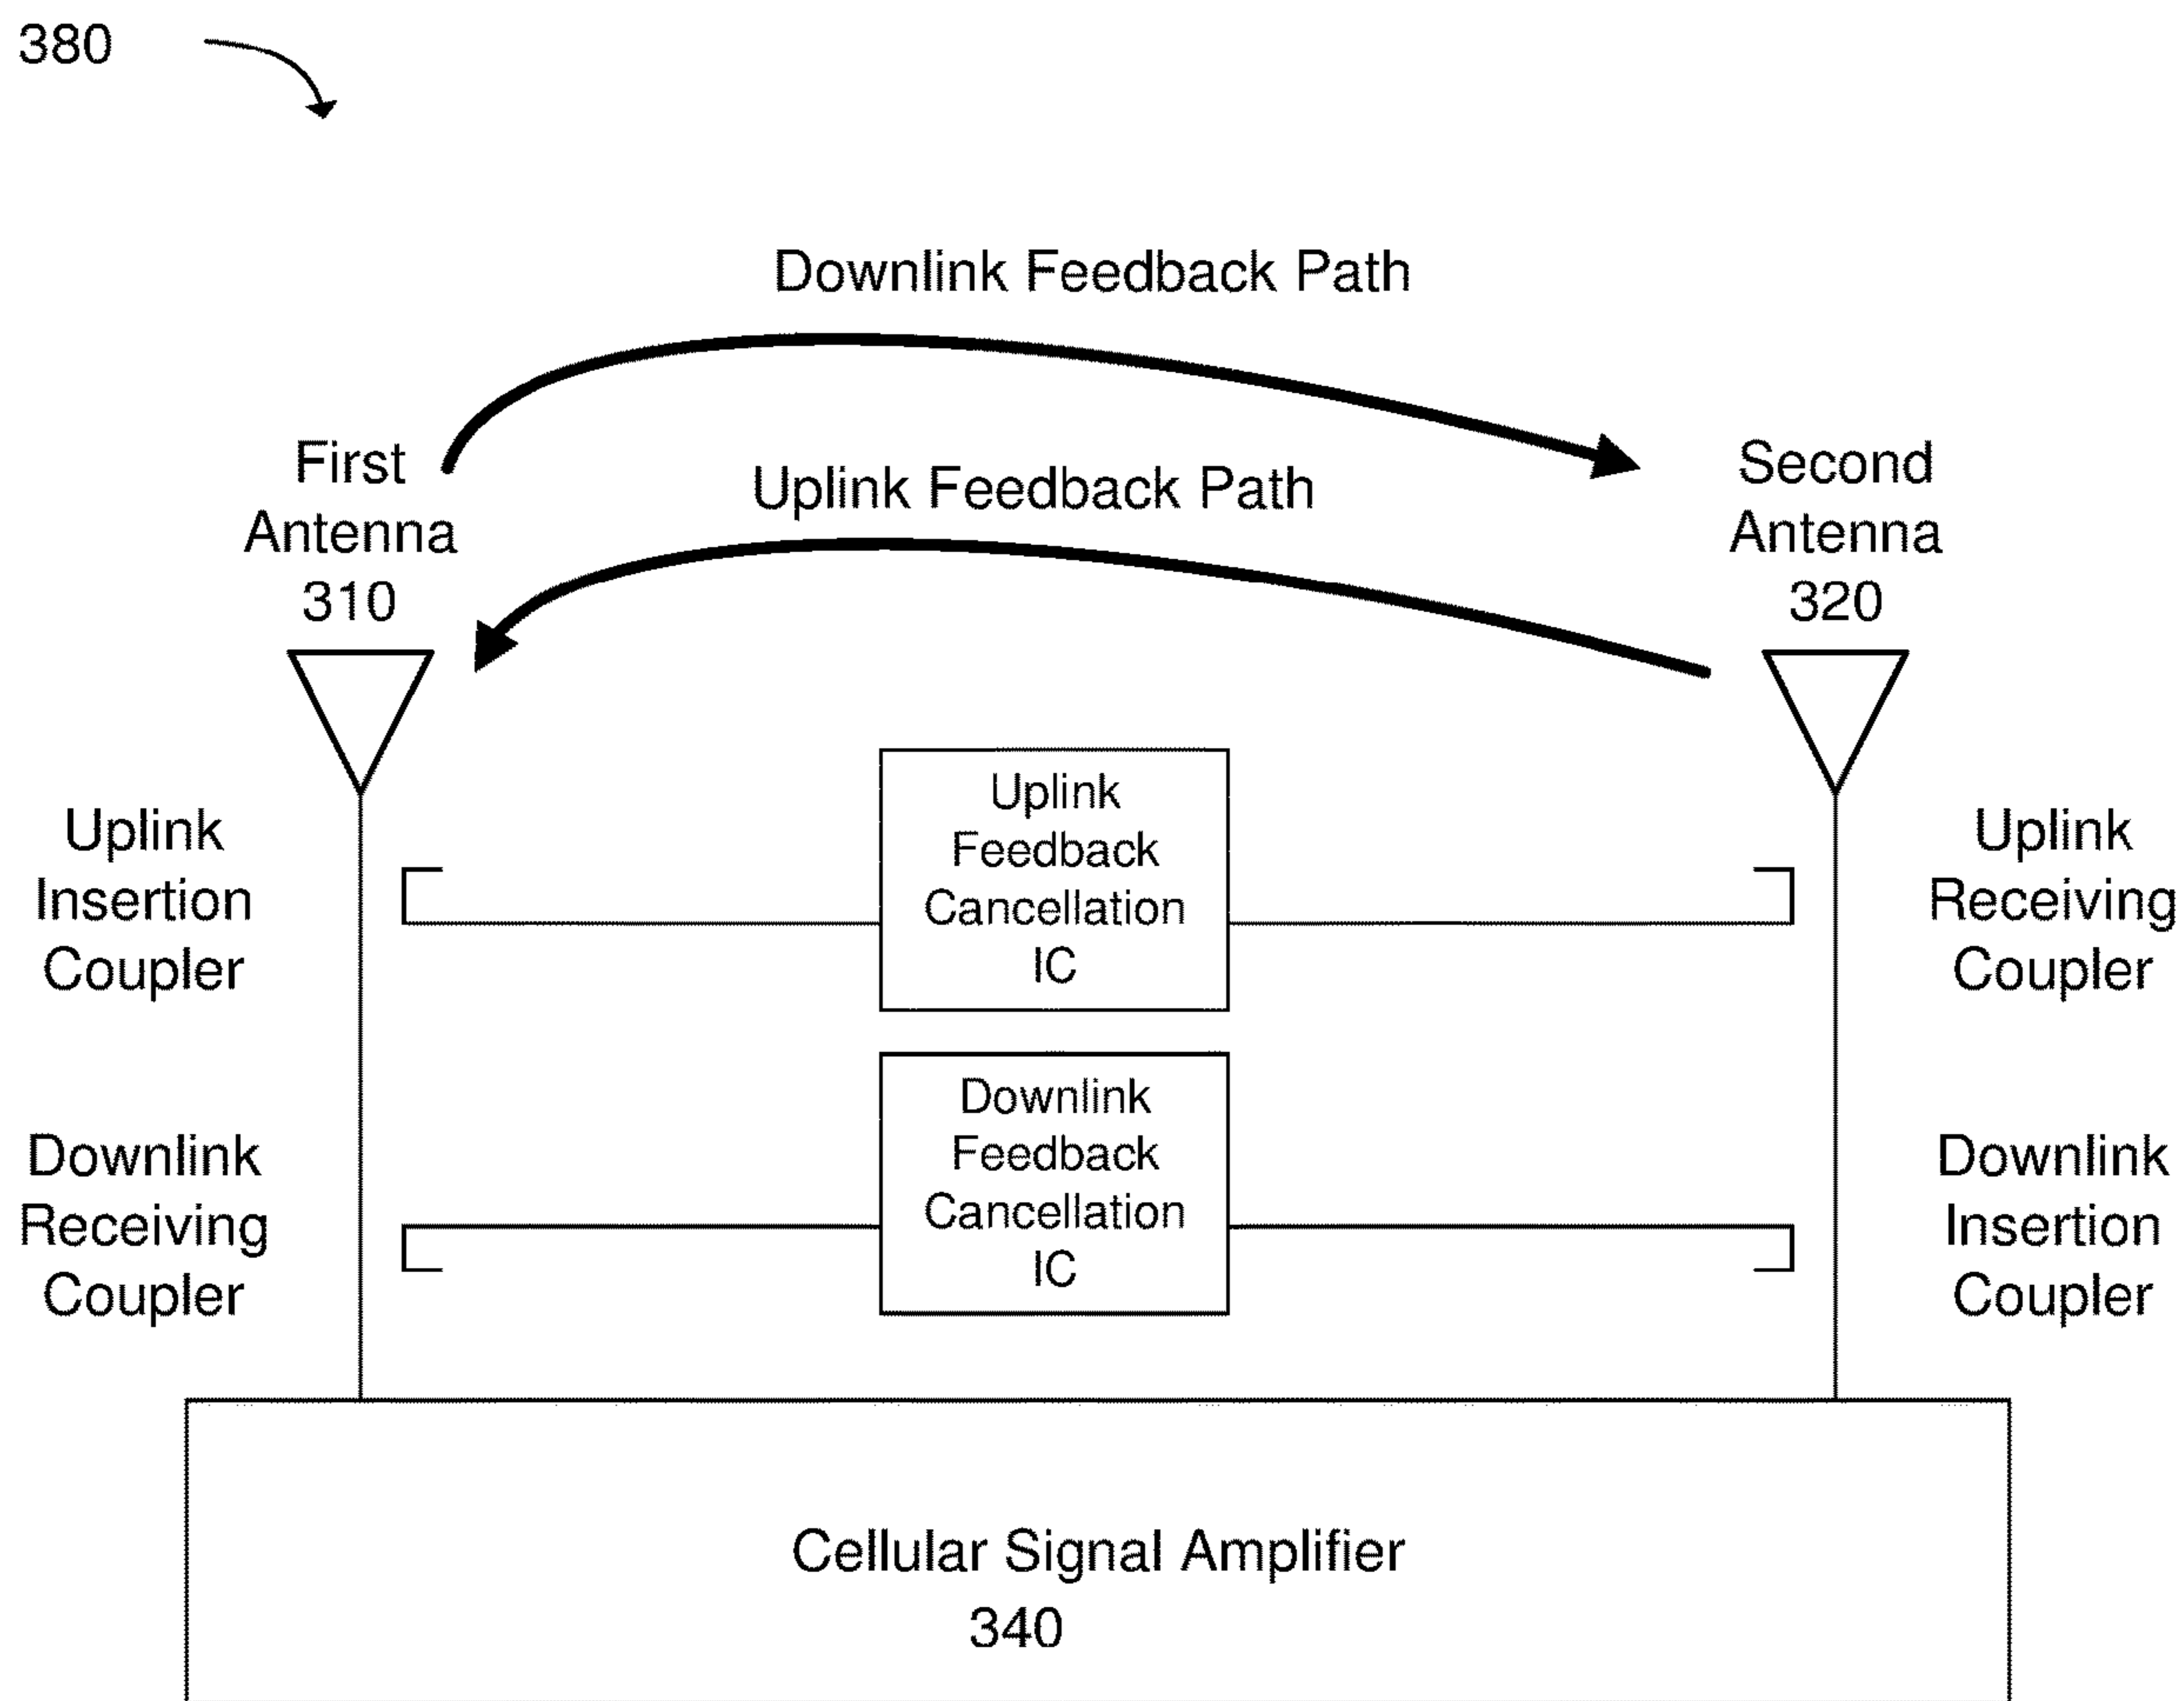 380
Downlink Feedback Path
First
Antenna
310
Uplink Feedback Path
Second
Antenna
320
Uplink
Insertion
Coupler
Uplink
Feedback
Cancellation
IC
Uplink
Receiving
Coupler
Downlink
Receiving
Coupler
Downlink
Feedback
Cancellation
IC
Downlink
Insertion
Coupler
Cellular Signal Amplifier
340